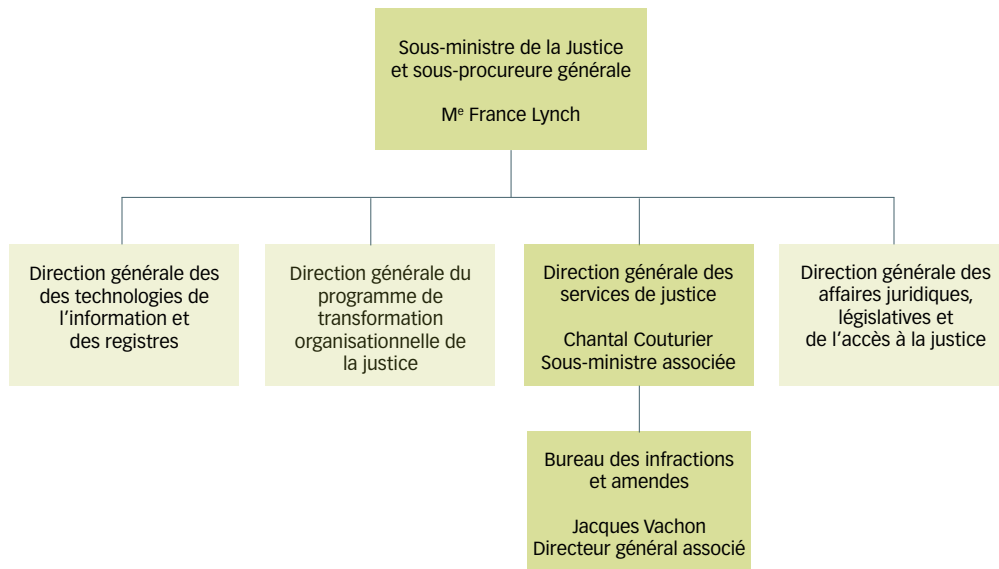 Sous-ministre de la Justice
et sous-procureure générale
Mᵉ France Lynch
Direction générale des
des technologies de
l'information et
des registres
Direction générale du
programme de
transformation
organisationnelle de
la justice
Direction générale des
services de justice
Chantal Couturier
Sous-ministre associée
Direction générale des
affaires juridiques,
législatives et
de l'accès à la justice
Bureau des infractions
et amendes
Jacques Vachon
Directeur général associé